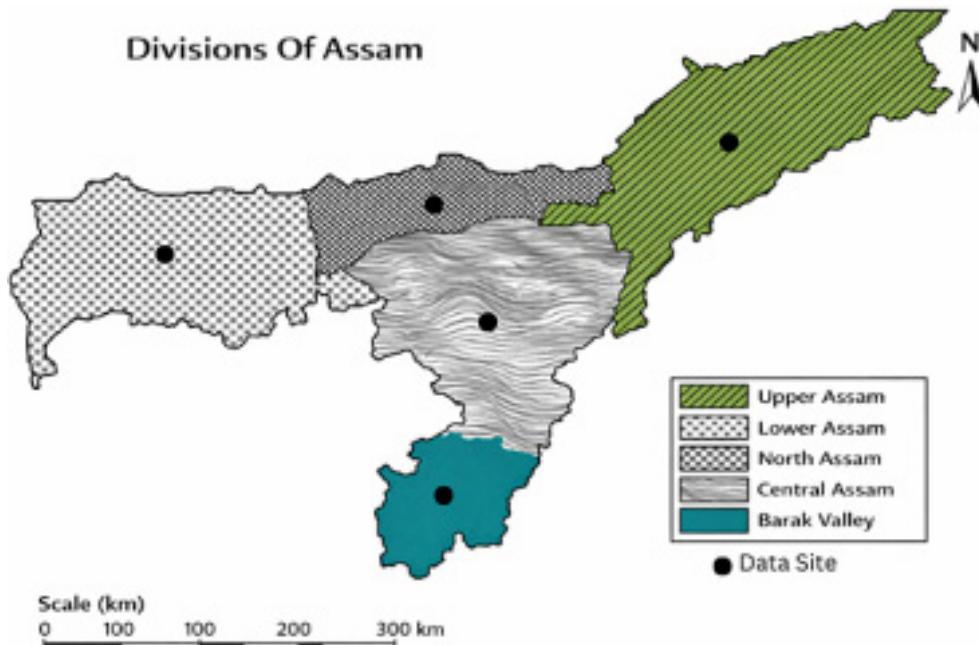 Divisions Of Assam
N
Upper Assam
Lower Assam
North Assam
Central Assam
Barak Valley
Data Site
Scale (km)
0 100 100 200 300 km